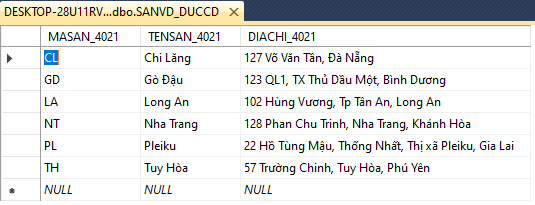 DESKTOP-28U11RV...dbo.SANVD_DUCCD
MASAN_4021 TENSAN_4021 DIACHI_4021
CL Chi Lăng 127 Võ Văn Tần, Đà Nẵng
GD Gò Đậu 123 QL1, TX Thủ Dầu Một, Bình Dương
LA Long An 102 Hùng Vương, Tp Tân An, Long An
NT Nha Trang 128 Phan Chu Trinh, Nha Trang, Khánh Hòa
PL Pleiku 22 Hồ Tùng Mậu, Thống Nhất, Thị xã Pleiku, Gia Lai
TH Tuy Hòa 57 Trường Chinh, Tuy Hòa, Phú Yên
NULL NULL NULL